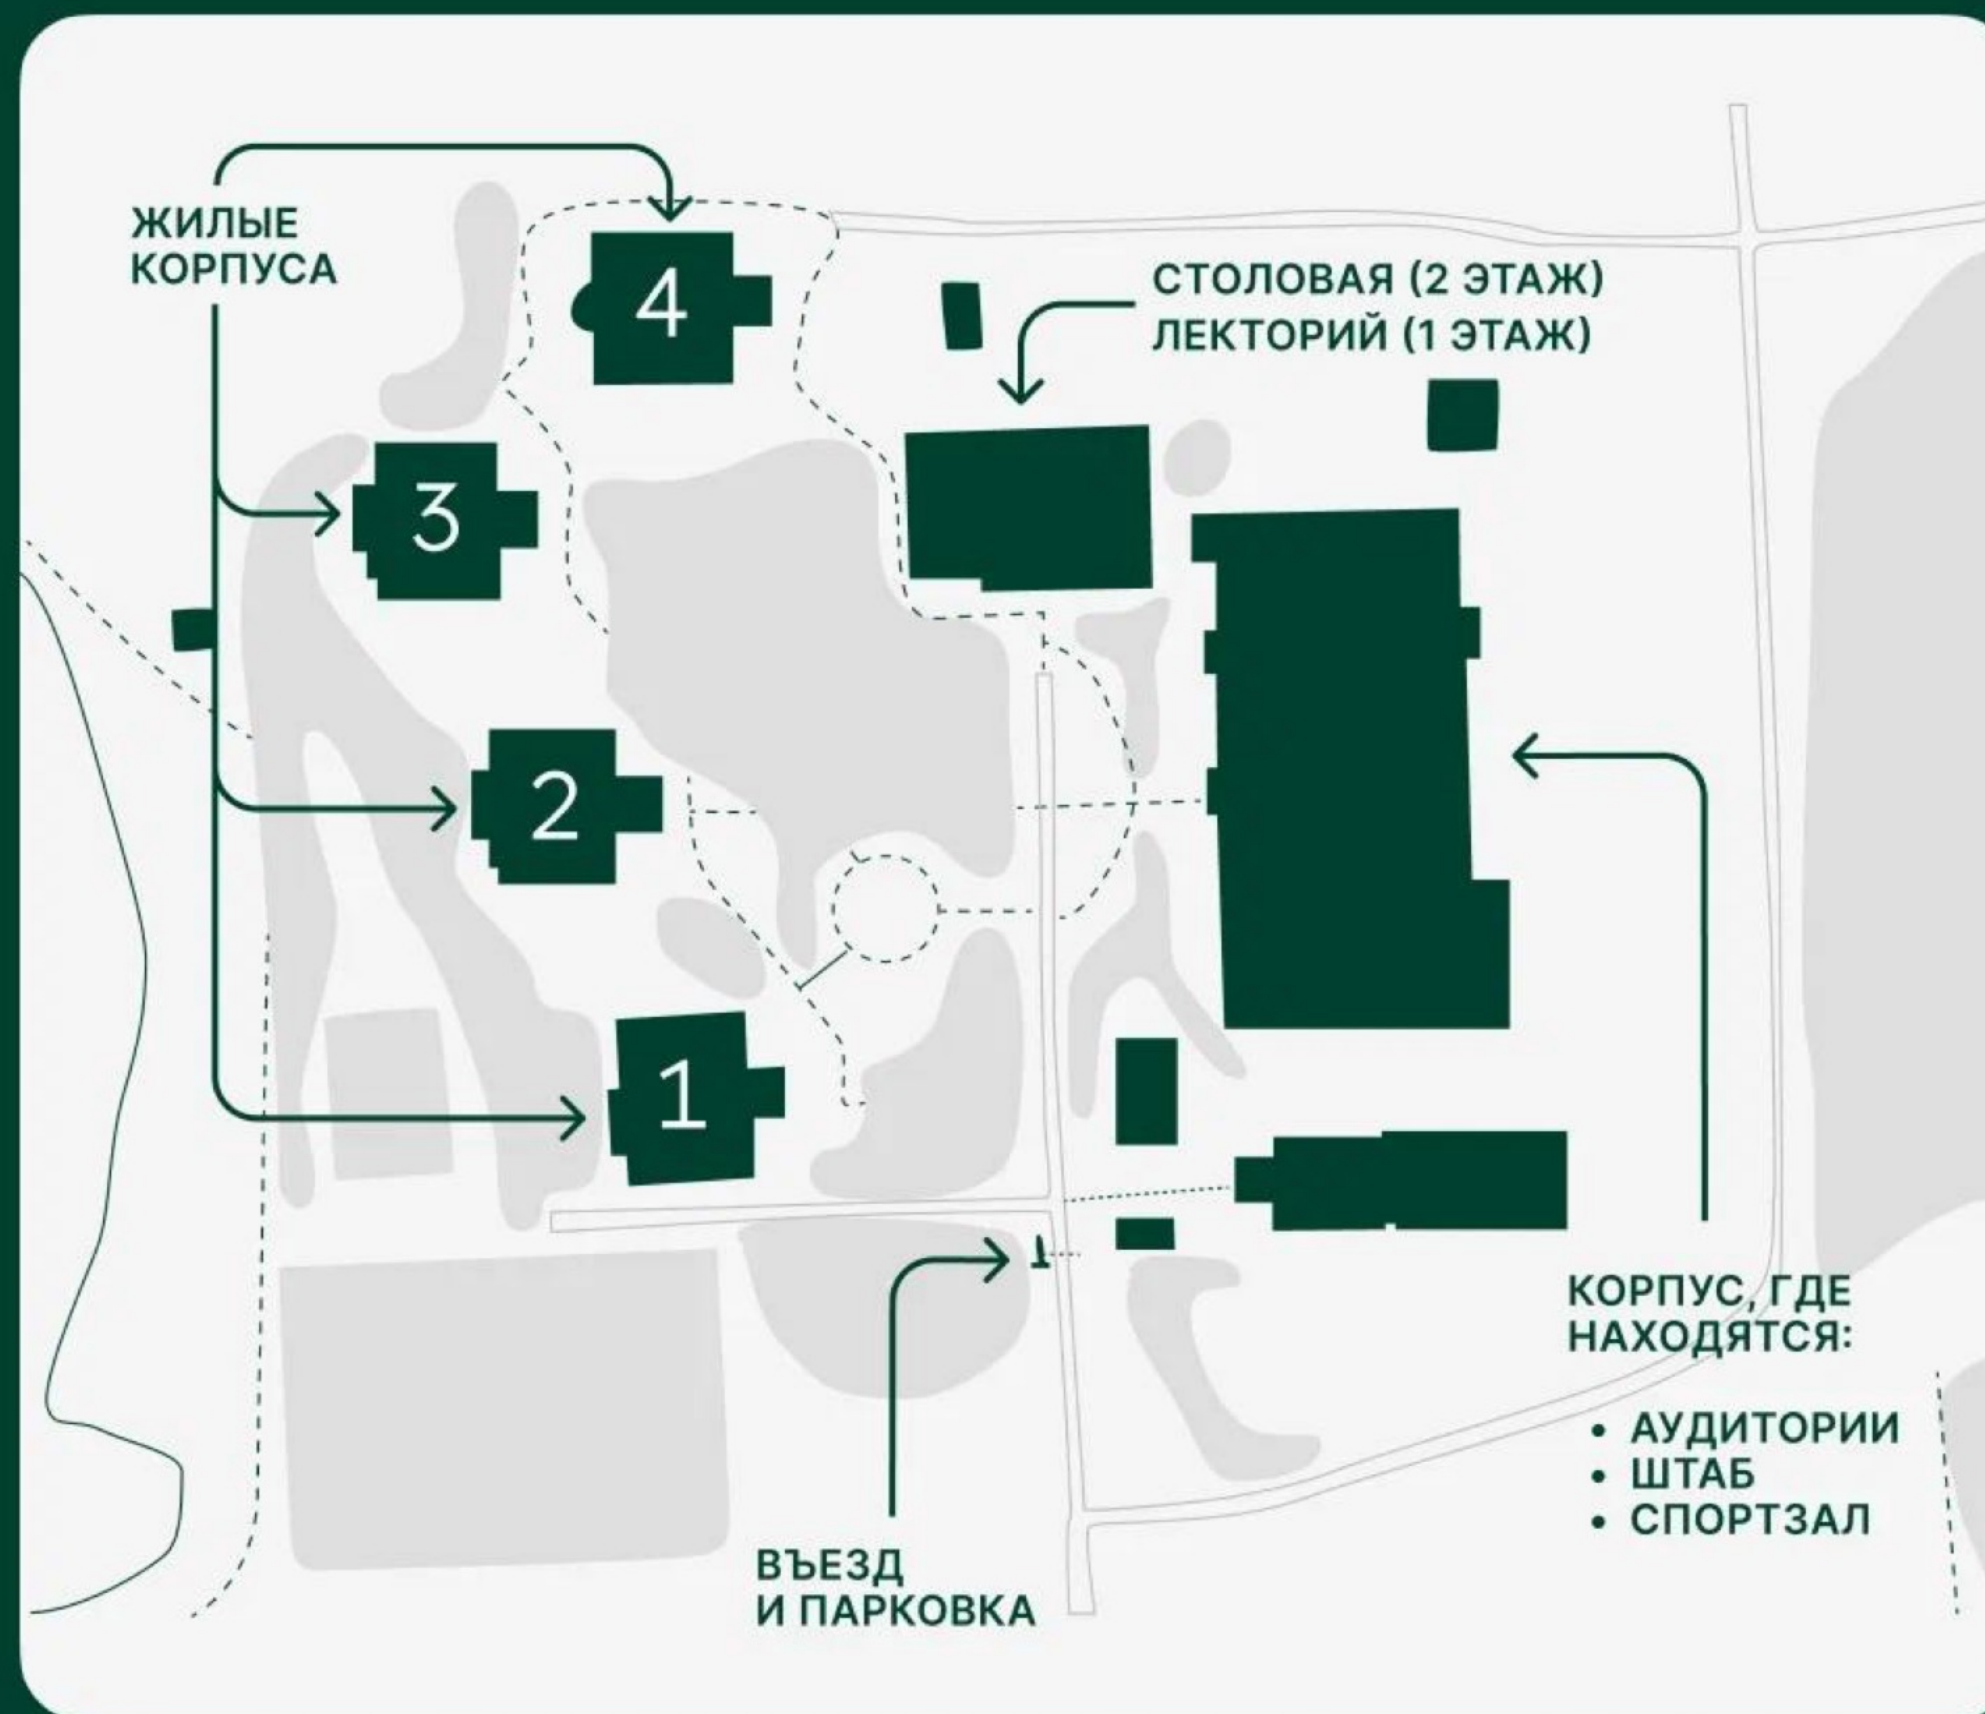 ЖИЛЫЕ
КОРПУСА
4
СТОЛОВАЯ (2 ЭТАЖ)
ЛЕКТОРИЙ (1 ЭТАЖ)
3
2
1
КОРПУС, ГДЕ
НАХОДЯТСЯ:
• АУДИТОРИИ
• ШТАБ
• СПОРТЗАЛ
ВЪЕЗД
И ПАРКОВКА